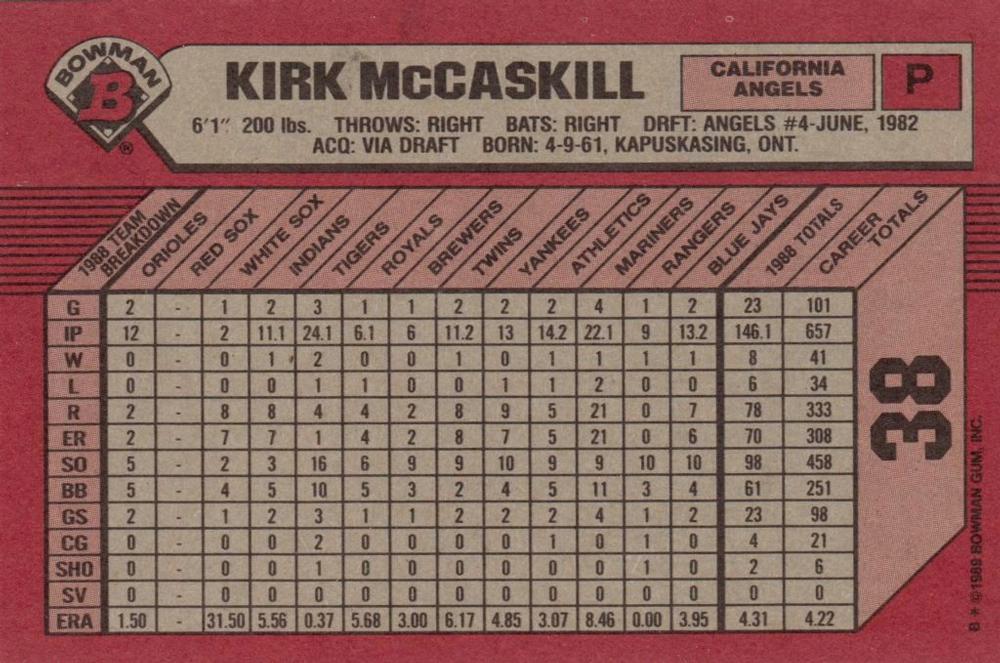 BOWMAN
B
®
KIRK McCASKILL
CALIFORNIA
ANGELS
P
6'1" 200 lbs. THROWS: RIGHT BATS: RIGHT DRFT: ANGELS #4-JUNE, 1982
ACQ: VIA DRAFT BORN: 4-9-61, KAPUSKASING, ONT.
1988 TEAM BREAKDOWN ORIOLES RED SOX WHITE SOX INDIANS TIGERS ROYALS BREWERS TWINS YANKEES ATHLETICS MARINERS RANGERS BLUE JAYS 1988 TOTALS CAREER TOTALS
G 2 - 1 2 3 1 1 2 2 2 4 1 2 23 101
IP 12 - 2 11.1 24.1 6.1 6 11.2 13 14.2 22.1 9 13.2 146.1 657
W 0 - 0 1 2 0 0 1 0 1 1 1 1 8 41
L 0 - 0 0 1 1 0 0 1 1 2 0 0 6 34
R 2 - 8 8 4 4 2 8 9 5 21 0 7 78 333
ER 2 - 7 7 1 4 2 8 7 5 21 0 6 70 308
SO 5 - 2 3 16 6 9 9 10 9 9 10 10 98 458
BB 5 - 4 5 10 5 3 2 4 5 11 3 4 61 251
GS 2 - 1 2 3 1 1 2 2 2 4 1 2 23 98
CG 0 - 0 0 2 0 0 0 0 1 0 1 0 4 21
SHO 0 - 0 0 1 0 0 0 0 0 0 1 0 2 6
SV 0 - 0 0 0 0 0 0 0 0 0 0 0 0 0
ERA 1.50 - 31.50 5.56 0.37 5.68 3.00 6.17 4.85 3.07 8.46 0.00 3.95 4.31 4.22
38
B * ©1989 BOWMAN GUM, INC.